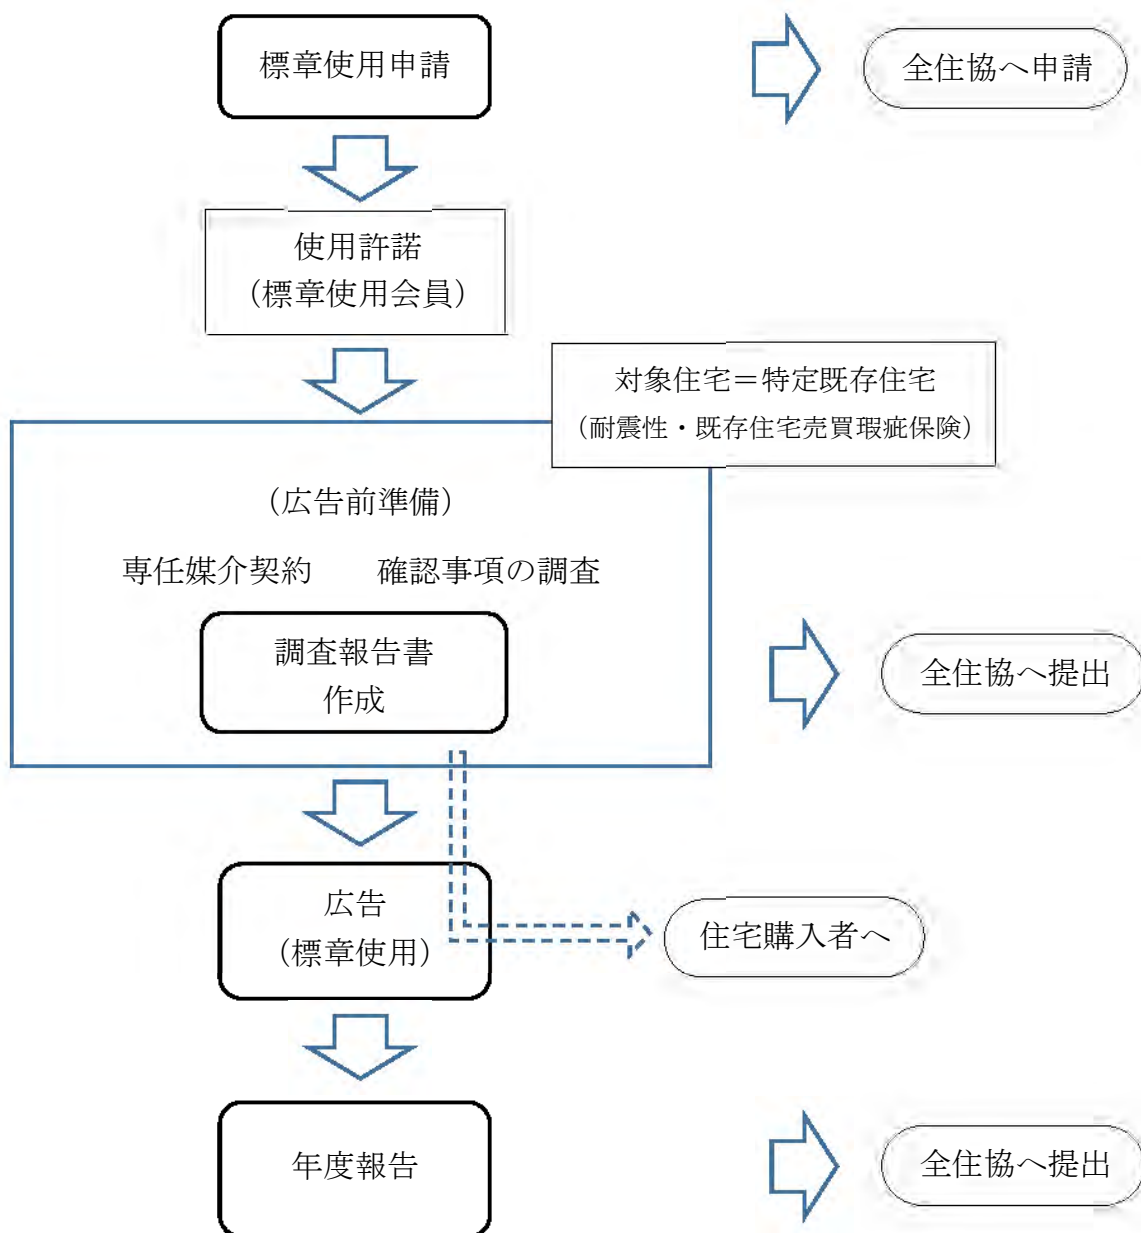 標章使用申請
全住協へ申請
使用許諾
（標章使用会員）
対象住宅＝特定既存住宅
（耐震性・既存住宅売買瑕疵保険）
（広告前準備）
専任媒介契約　　確認事項の調査
調査報告書
作成
全住協へ提出
広告
（標章使用）
住宅購入者へ
年度報告
全住協へ提出